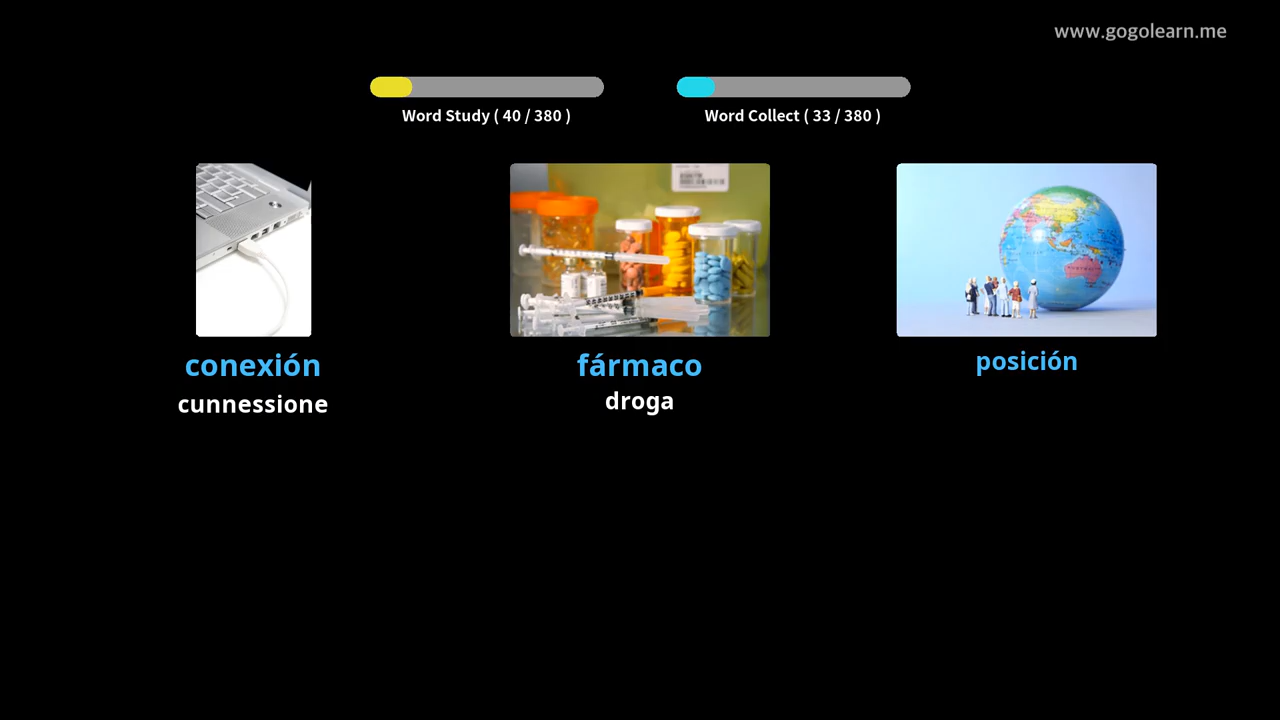 www.gogolearn.me
Word Study ( 40 / 380 )
Word Collect ( 33 / 380 )
conexión
cunnessione
fármaco
droga
posición